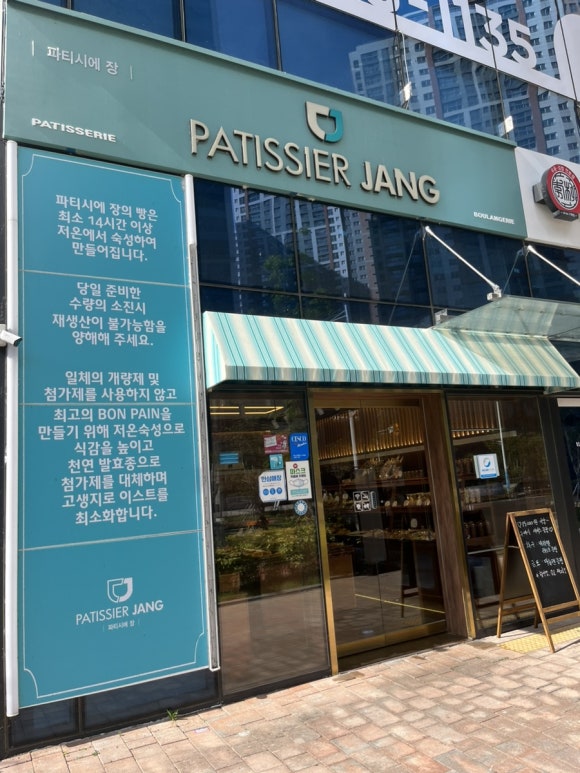 | 파티시에 장 |
PATISSERIE
PATISSIER JANG
BOULANGERIE
파티시에 장의 빵은
최소 14시간 이상
저온에서 숙성하여
만들어집니다.
당일 준비한
수량의 소진시
재생산이 불가능함을
양해해 주세요.
일체의 개량제 및
첨가제를 사용하지 않고
최고의 BON PAIN을
만들기 위해 저온숙성으로
식감을 높이고
천연 발효종으로
첨가제를 대체하며
고생지로 이스트를
최소화합니다.
PATISSIER JANG
| 파티시에 장 |
안심매장
마스크